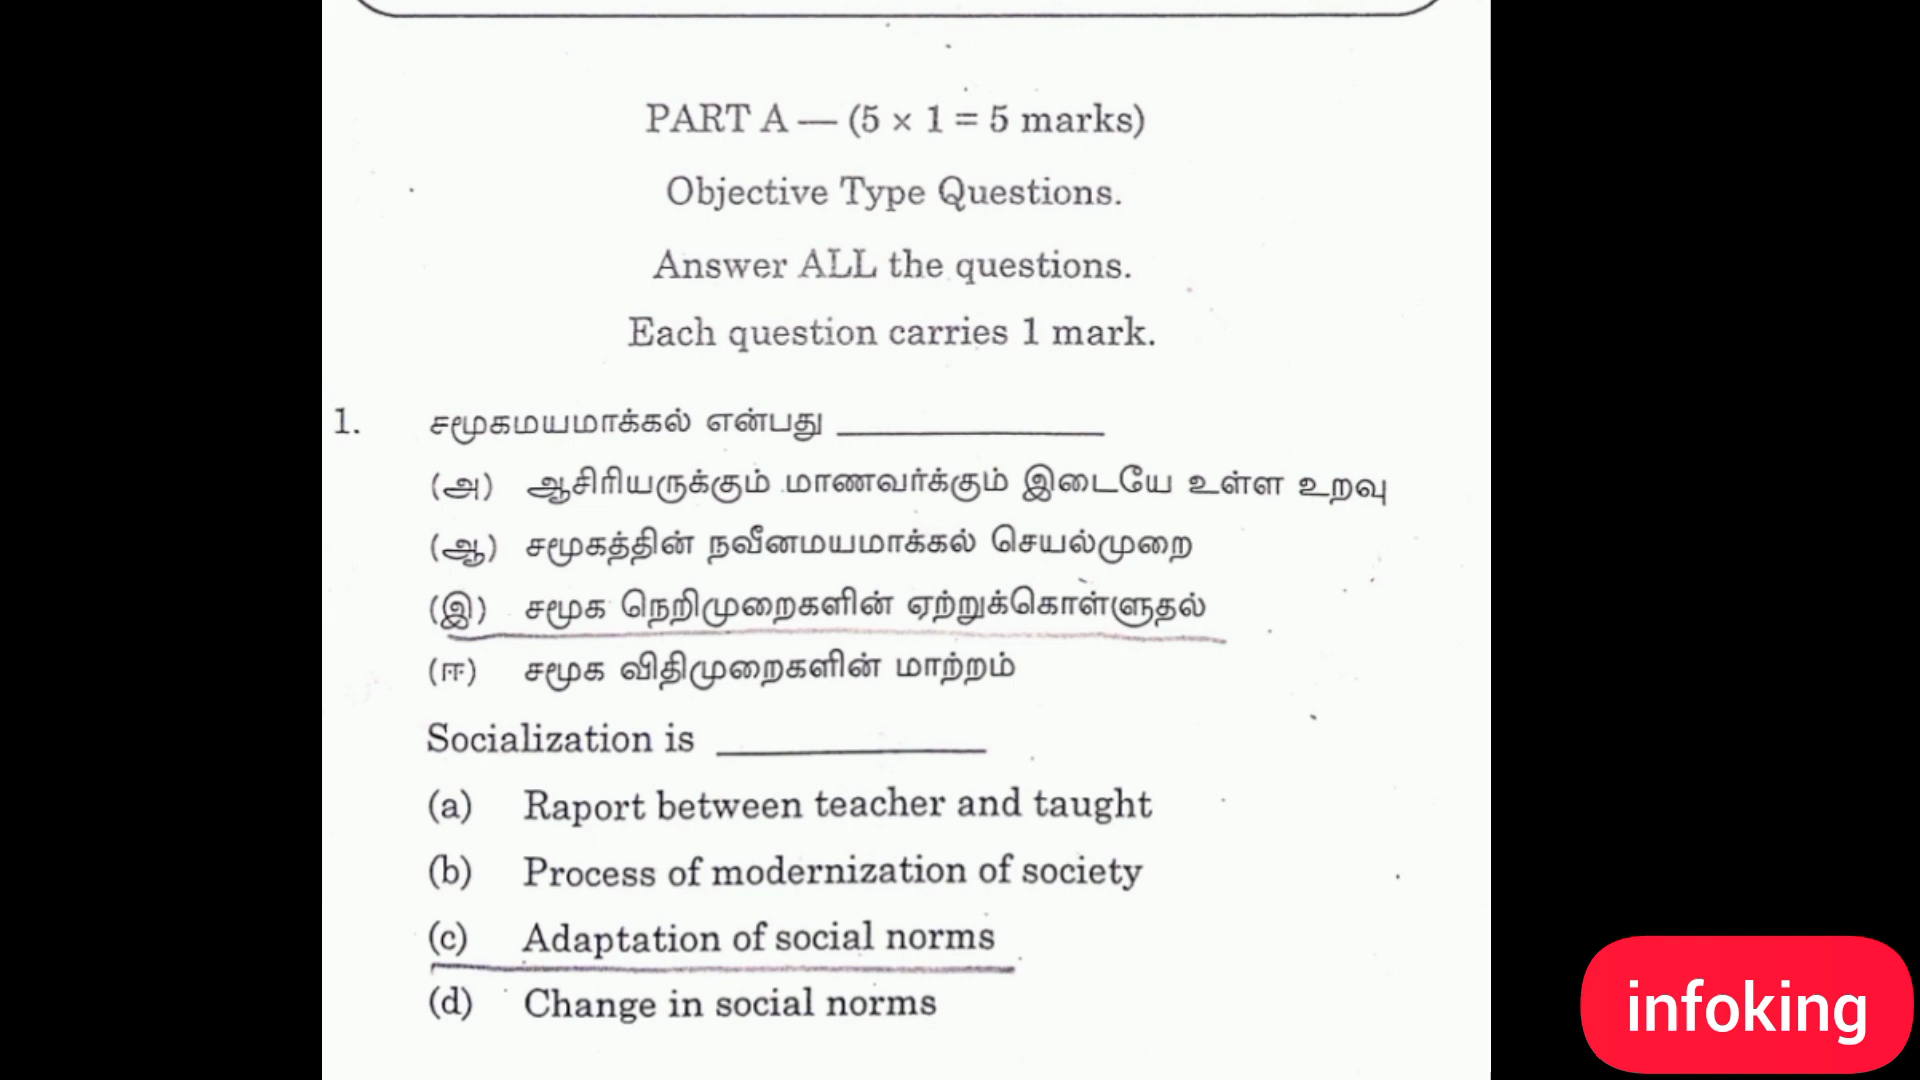 PART A — (5 × 1 = 5 marks)
Objective Type Questions.
Answer ALL the questions.
Each question carries 1 mark.
1. சமூகமயமாக்கல் என்பது ____________
(அ) ஆசிரியருக்கும் மாணவர்க்கும் இடையே உள்ள உறவு
(ஆ) சமூகத்தின் நவீனமயமாக்கல் செயல்முறை
(இ) சமூக நெறிமுறைகளின் ஏற்றுக்கொள்ளுதல்
(ஈ) சமூக விதிமுறைகளின் மாற்றம்
Socialization is ____________
(a) Raport between teacher and taught
(b) Process of modernization of society
(c) Adaptation of social norms
(d) Change in social norms
infoking